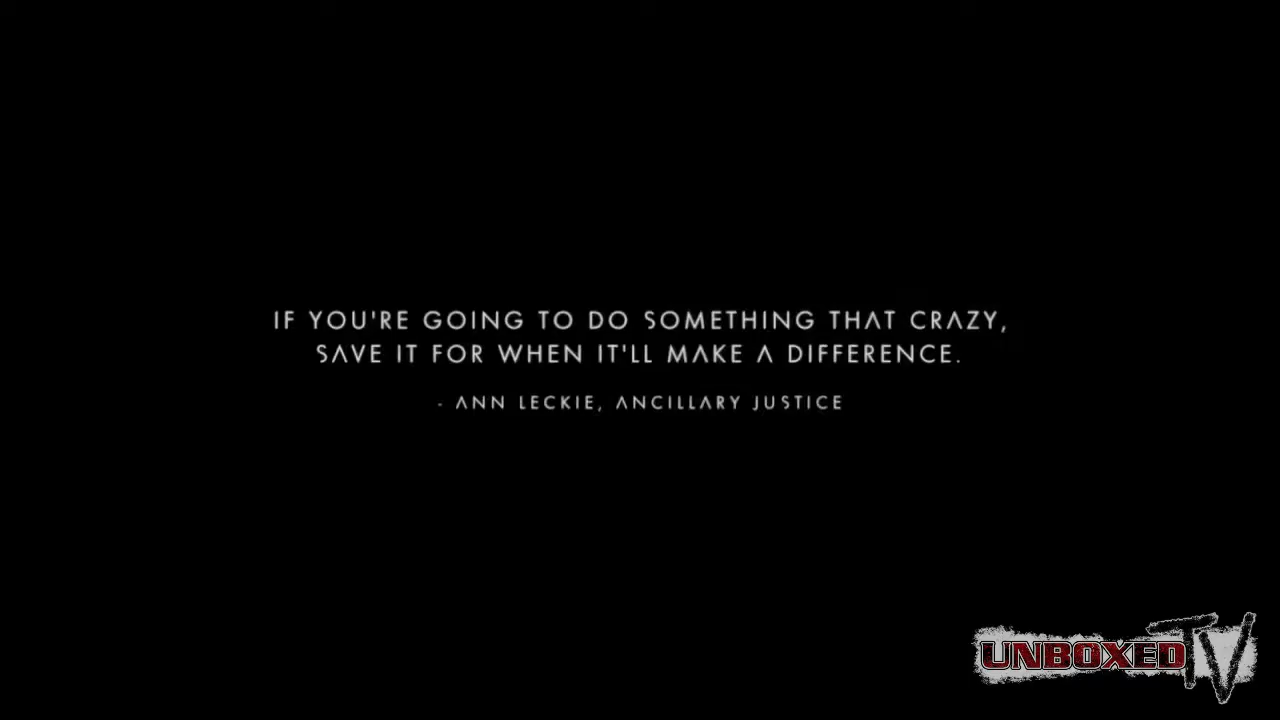 IF YOU'RE GOING TO DO SOMETHING THAT CRAZY,
SAVE IT FOR WHEN IT'LL MAKE A DIFFERENCE.
- ANN LECKIE, ANCILLARY JUSTICE
UNBOXED TV